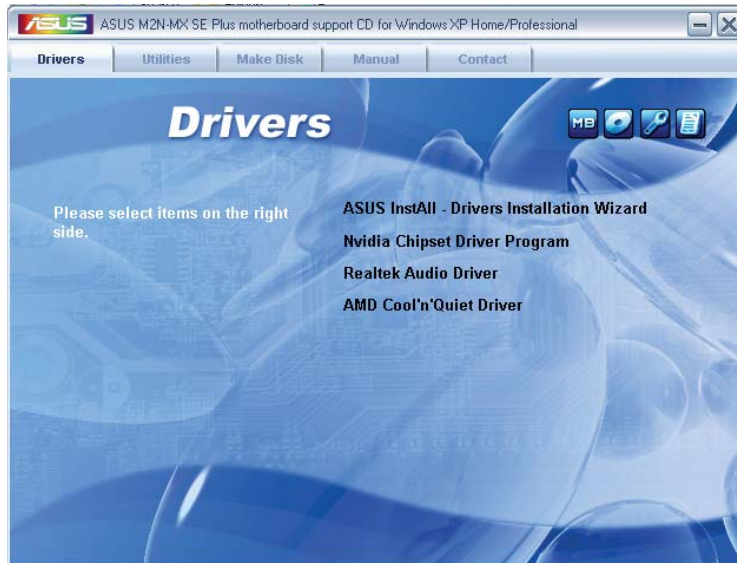 ASUS ASUS M2N-MX SE Plus motherboard support CD for Windows XP Home/Professional
Drivers Utilities Make Disk Manual Contact
Drivers
MB
Please select items on the right
side.
ASUS InstAll - Drivers Installation Wizard
Nvidia Chipset Driver Program
Realtek Audio Driver
AMD Cool'n'Quiet Driver